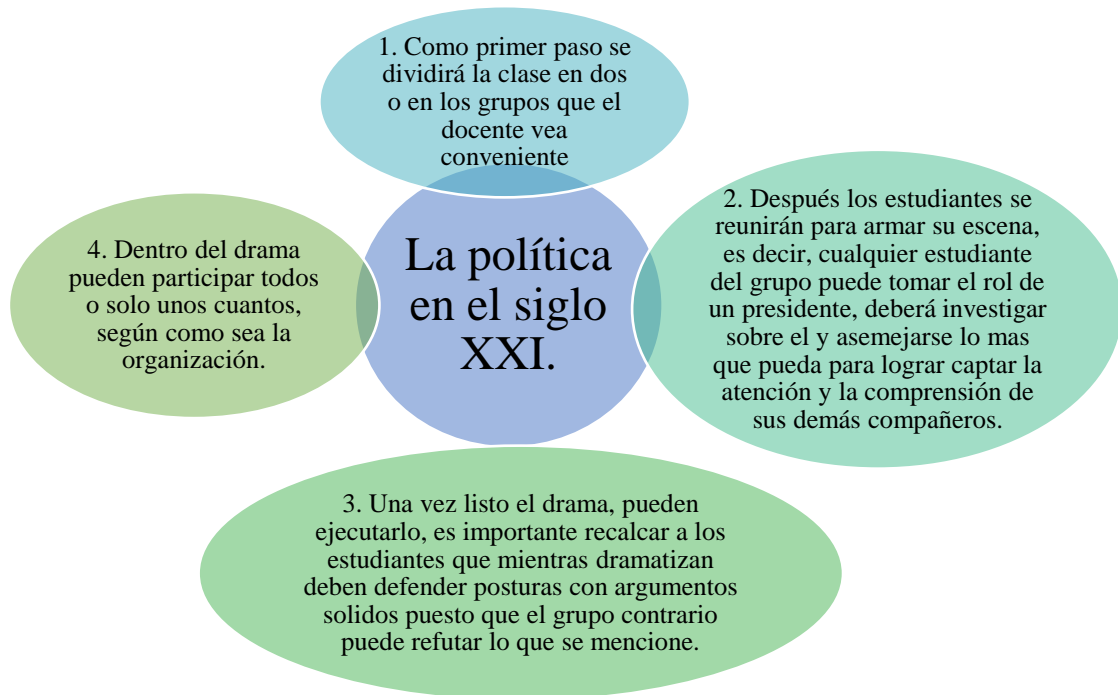 1. Como primer paso se
dividirá la clase en dos
o en los grupos que el
docente vea
conveniente
2. Después los estudiantes se
reunirán para armar su escena,
es decir, cualquier estudiante
del grupo puede tomar el rol de
un presidente, deberá investigar
sobre el y asemejarse lo mas
que pueda para lograr captar la
atención y la comprensión de
sus demás compañeros.
3. Una vez listo el drama, pueden
ejecutarlo, es importante recalcar a los
estudiantes que mientras dramatizan
deben defender posturas con argumentos
solidos puesto que el grupo contrario
puede refutar lo que se mencione.
4. Dentro del drama
pueden participar todos
o solo unos cuantos,
según como sea la
organización.
La política
en el siglo
XXI.